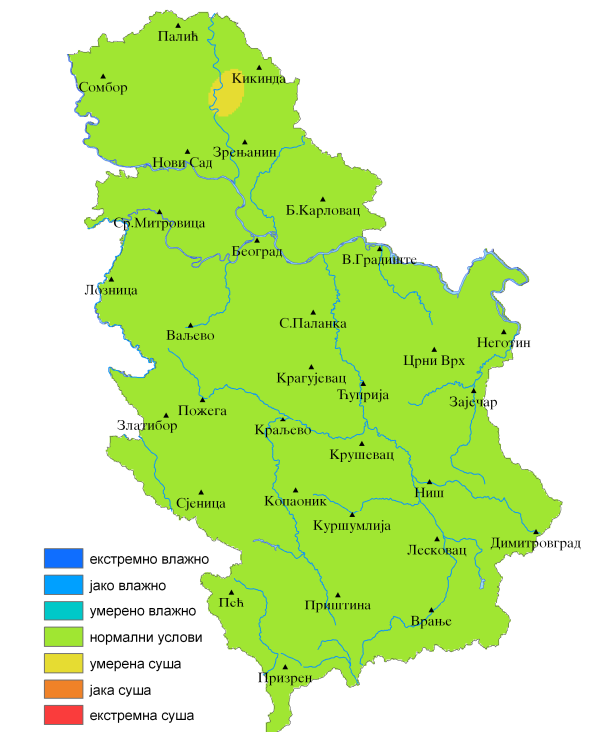 Палић
Кикинда
Сомбор
Зрењанин
Нови Сад
Б.Карловац
Ср.Митровица
Београд
В.Градиште
Лозница
С.Паланка
Ваљево
Неготин
Црни Врх
Крагујевац
Ћуприја
Зајечар
Пожега
Златибор
Краљево
Крушевац
Ниш
Сјеница
Копаоник
Куршумлија
Димитровград
Лесковац
екстремно влажно
јако влажно
Пећ
Приштина
умерено влажно
Врање
нормални услови
умерена суша
Призрен
јака суша
екстремна суша